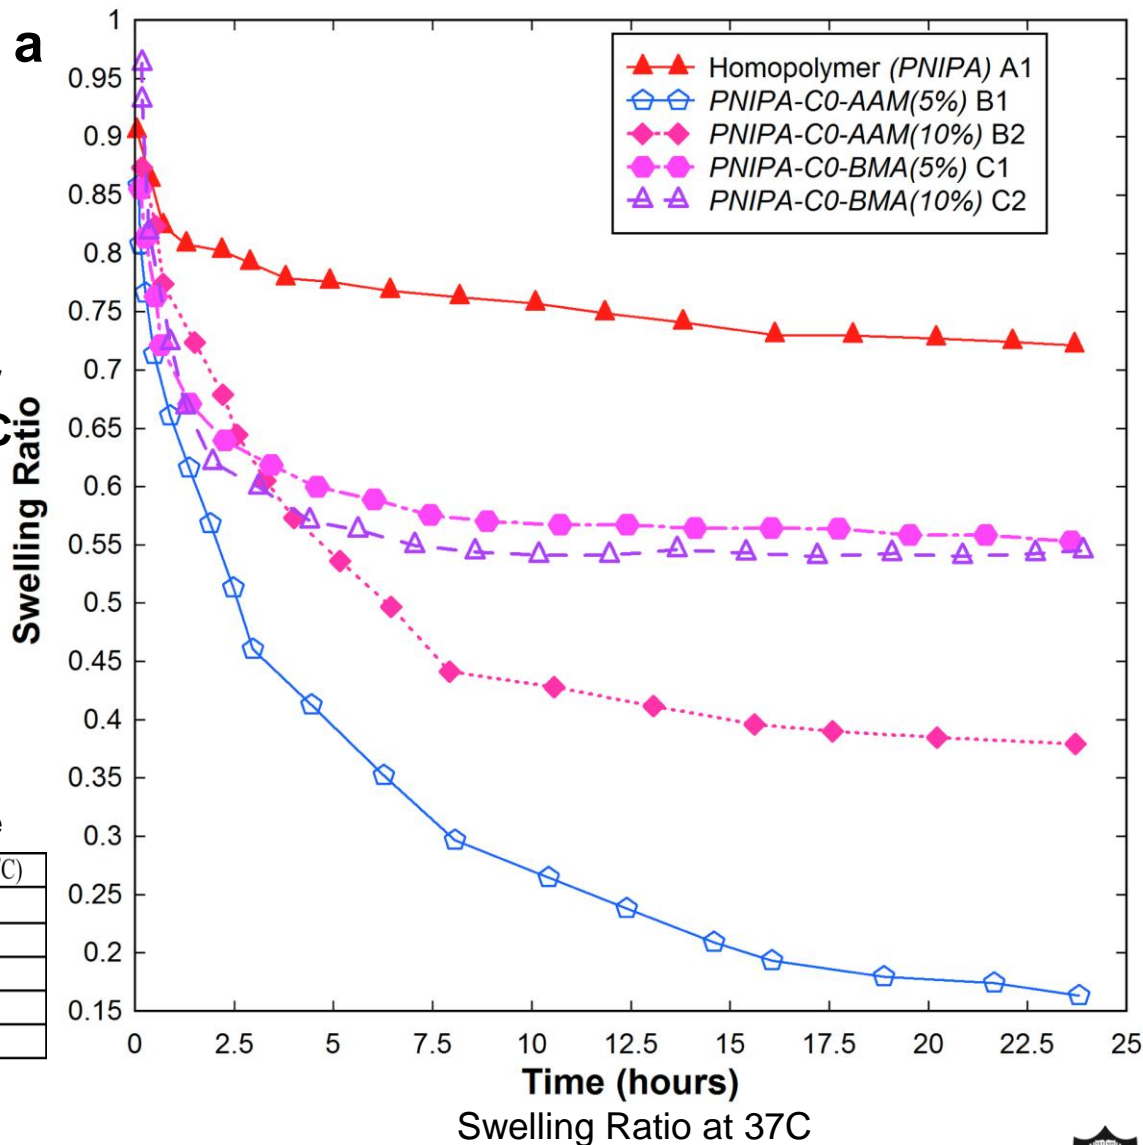 a
1
0.95
0.9
0.85
0.8
0.75
0.7
0.65
0.6
0.55
0.5
0.45
0.4
0.35
0.3
0.25
0.2
0.15
Swelling Ratio
Homopolymer (PNIPA) A1
PNIPA-C0-AAM(5%) B1
PNIPA-C0-AAM(10%) B2
PNIPA-C0-BMA(5%) C1
PNIPA-C0-BMA(10%) C2
C
e
C)
0 2.5 5 7.5 10 12.5 15 17.5 20 22.5 25
Time (hours)
Swelling Ratio at 37C